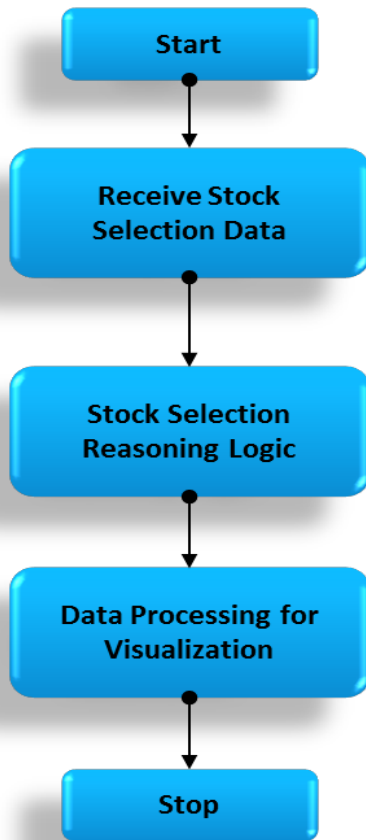 Start
Receive Stock
Selection Data
Stock Selection
Reasoning Logic
Data Processing for
Visualization
Stop